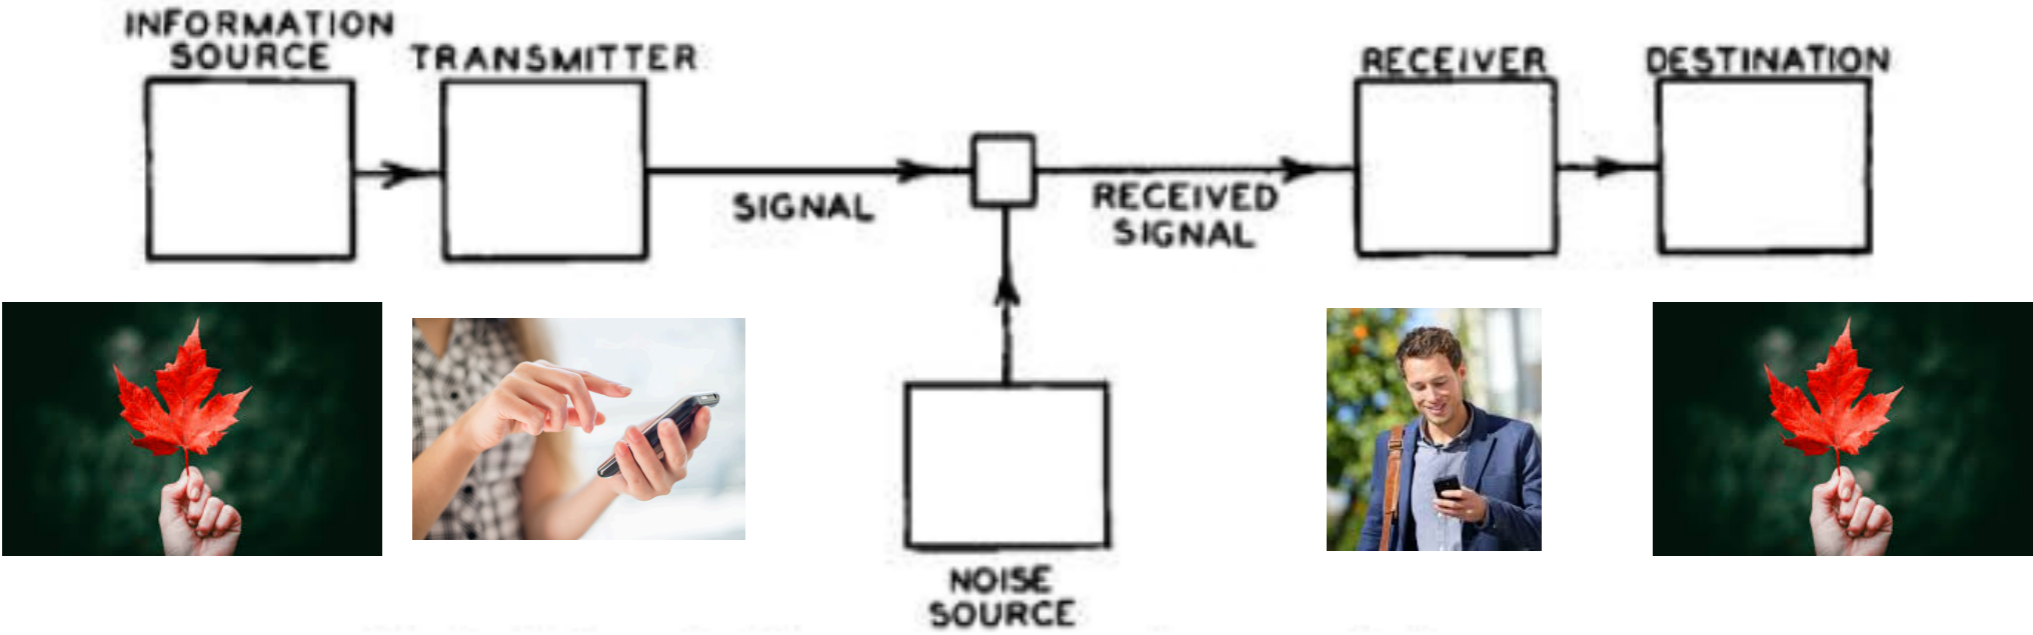 INFORMATION
SOURCE
TRANSMITTER
RECEIVER
DESTINATION
SIGNAL
RECEIVED
SIGNAL
NOISE
SOURCE